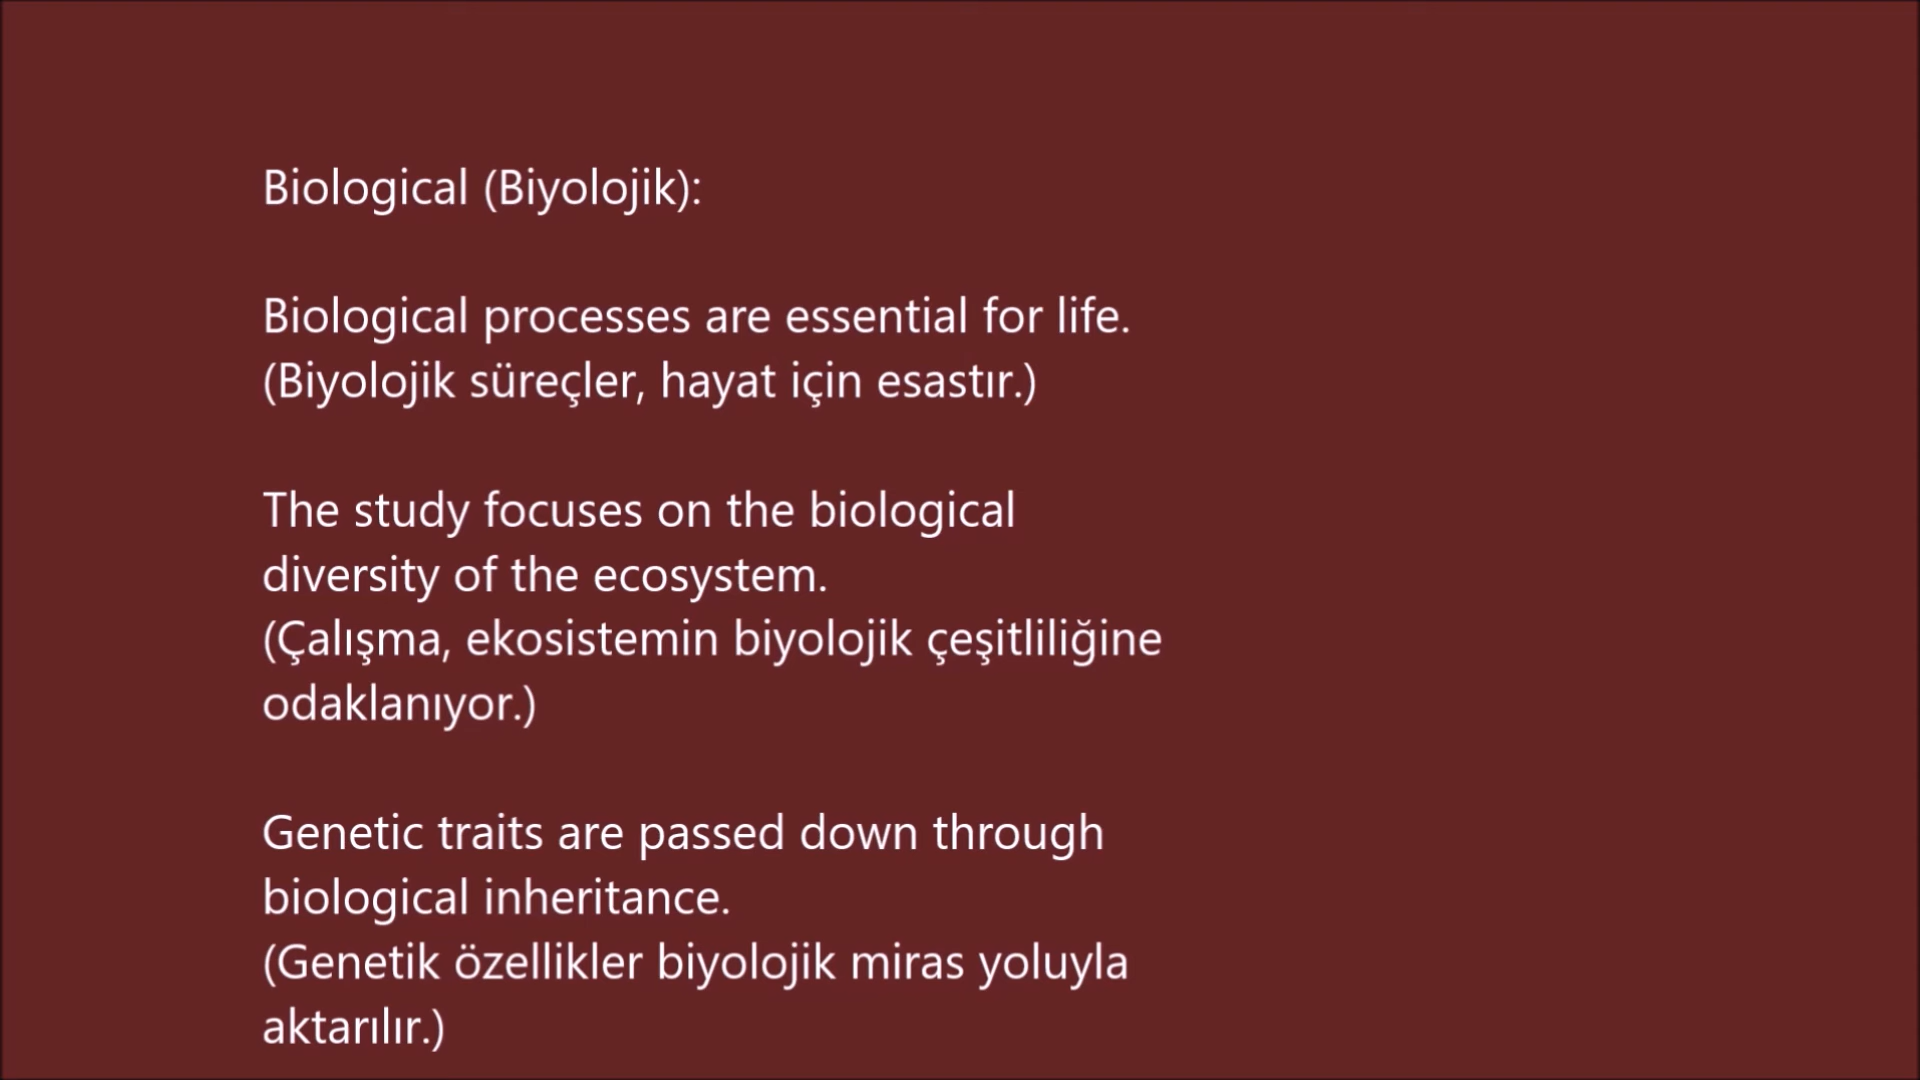 Biological (Biyolojik):
Biological processes are essential for life.
(Biyolojik süreçler, hayat için esastır.)
The study focuses on the biological
diversity of the ecosystem.
(Çalışma, ekosistemin biyolojik çeşitliliğine
odaklanıyor.)
Genetic traits are passed down through
biological inheritance.
(Genetik özellikler biyolojik miras yoluyla
aktarılır.)